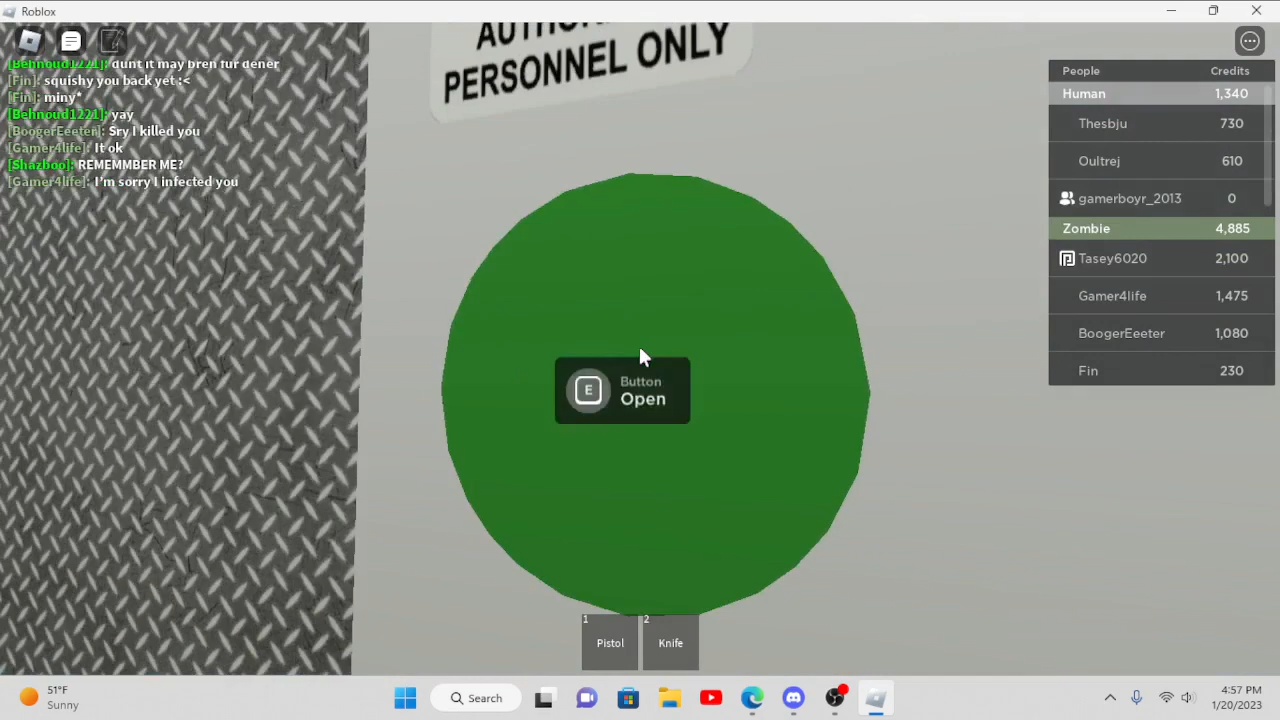 Roblox
[Behnoud1221]: dunt it may bren fur dener
[Fin]: squishy you back yet :<
[Fin]: miny*
[Behnoud1221]: yay
[BoogerEeeter]: Sry I killed you
[Gamer4life]: It ok
[Shazboo]: REMEMMBER ME?
[Gamer4life]: I'm sorry I infected you
PERSONNEL ONLY
People Credits
Human 1,340
Thesbju 730
Oultrej 610
gamerboyr_2013 0
Zombie 4,885
Tasey6020 2,100
Gamer4life 1,475
BoogerEeeter 1,080
Fin 230
E
Button
Open
1 2
Pistol Knife
51°F
Sunny
Search
4:57 PM
1/20/2023